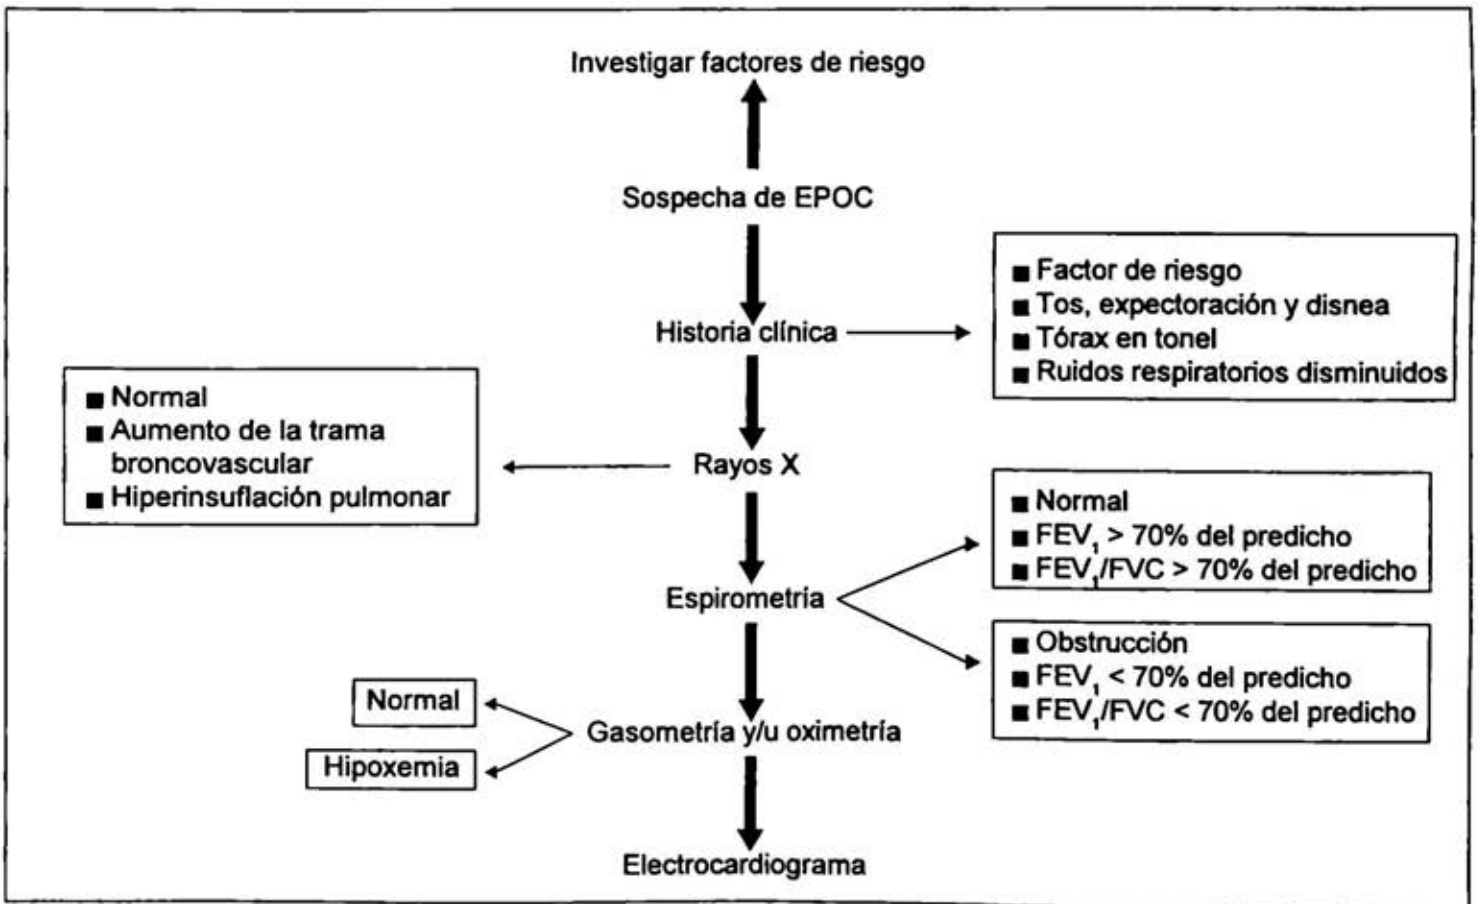 Investigar factores de riesgo
Sospecha de EPOC
Historia clínica
■ Factor de riesgo
■ Tos, expectoración y disnea
■ Tórax en tonel
■ Ruidos respiratorios disminuidos
Rayos X
■ Normal
■ Aumento de la trama
broncovascular
■ Hiperinsuflación pulmonar
Espirometría
■ Normal
■ FEV₁ > 70% del predicho
■ FEV₁/FVC > 70% del predicho
■ Obstrucción
■ FEV₁ < 70% del predicho
■ FEV₁/FVC < 70% del predicho
Gasometría y/u oximetría
Normal
Hipoxemia
Electrocardiograma